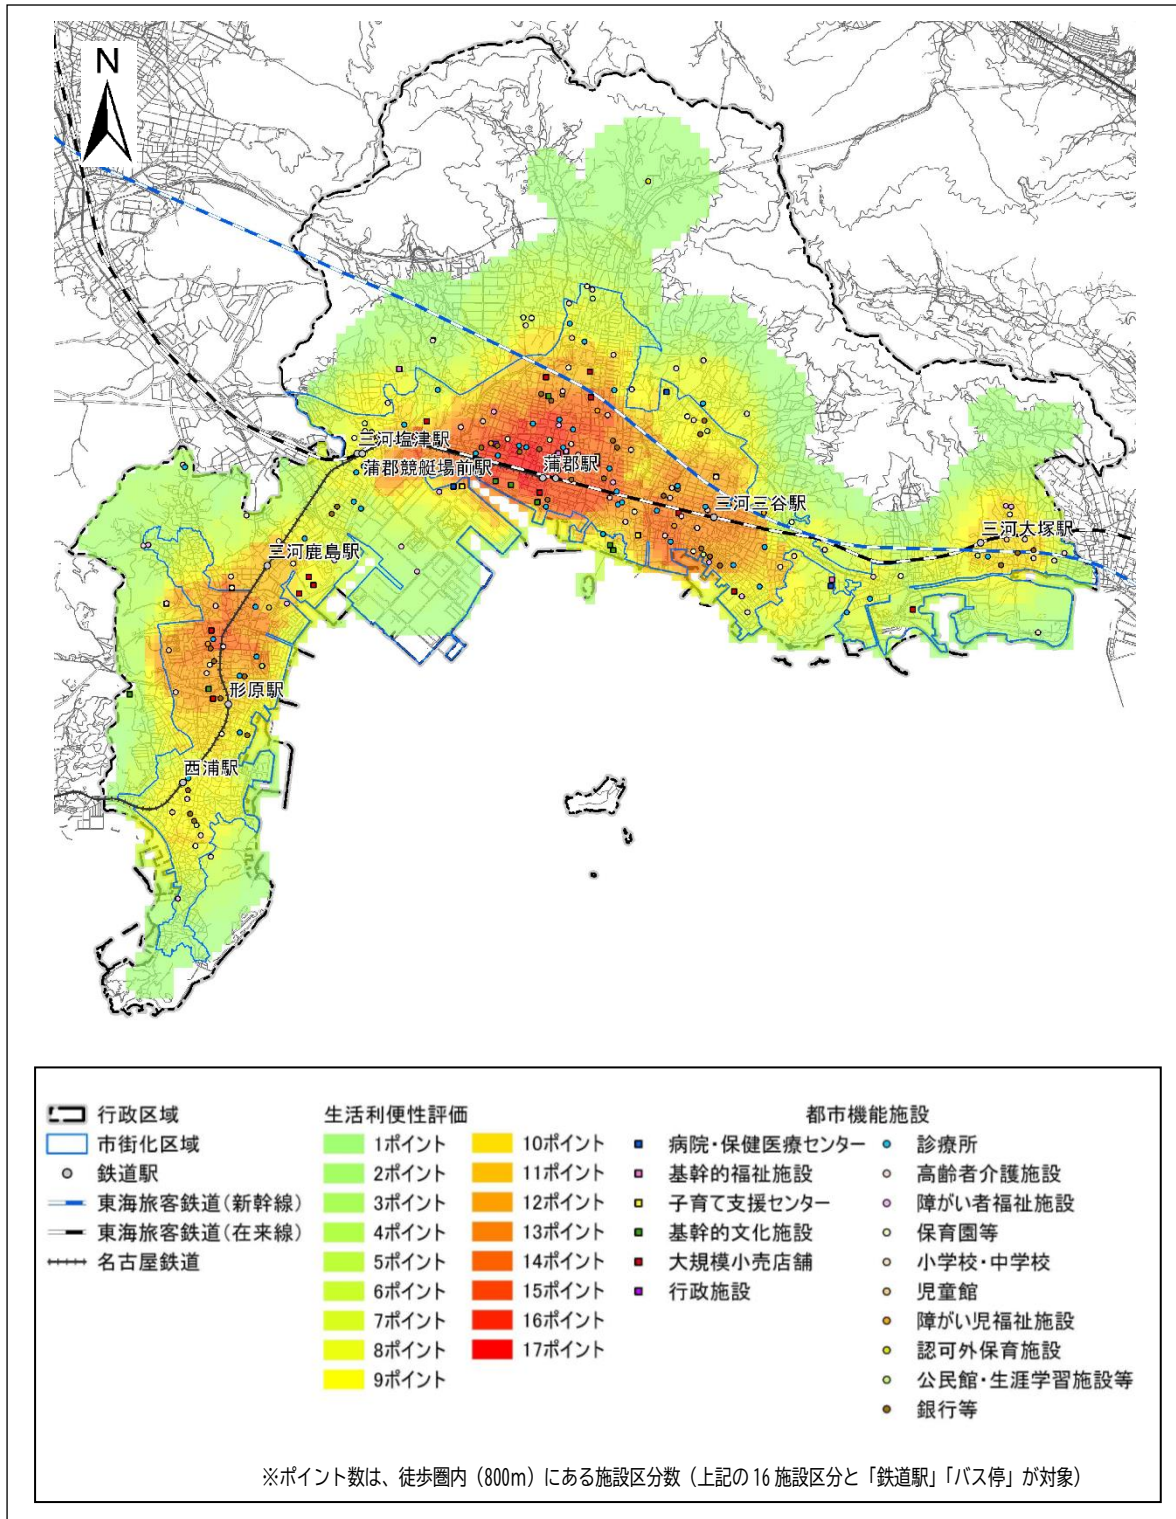 N
三河塩津駅
蒲郡競艇場前駅
蒲郡駅
三河三谷駅
三河大塚駅
三河鹿島駅
形原駅
西浦駅
行政区域
市街化区域
鉄道駅
東海旅客鉄道(新幹線)
東海旅客鉄道(在来線)
名古屋鉄道
生活利便性評価
1ポイント
2ポイント
3ポイント
4ポイント
5ポイント
6ポイント
7ポイント
8ポイント
9ポイント
10ポイント
11ポイント
12ポイント
13ポイント
14ポイント
15ポイント
16ポイント
17ポイント
都市機能施設
病院・保健医療センター
基幹的福祉施設
子育て支援センター
基幹的文化施設
大規模小売店舗
行政施設
診療所
高齢者介護施設
障がい者福祉施設
保育園等
小学校・中学校
児童館
障がい児福祉施設
認可外保育施設
公民館・生涯学習施設等
銀行等
※ポイント数は、徒歩圏内(800m)にある施設区分数(上記の16施設区分と「鉄道駅」「バス停」が対象)